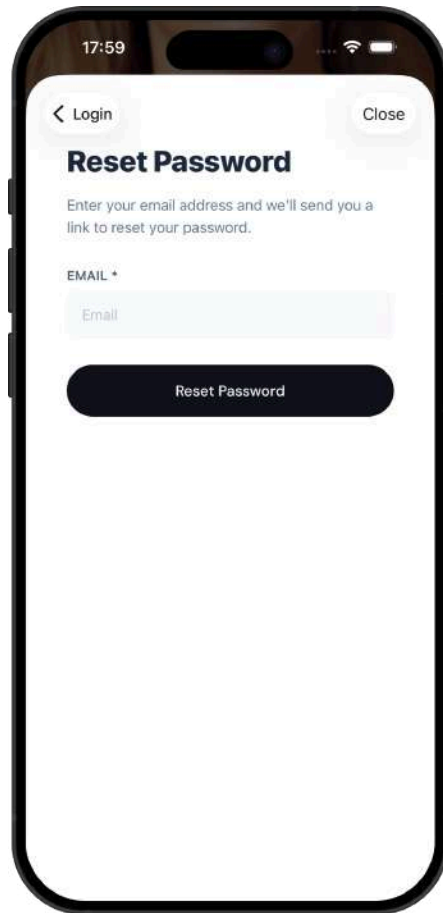 17:59
Login
Close
Reset Password
Enter your email address and we'll send you a
link to reset your password.
EMAIL *
Email
Reset Password